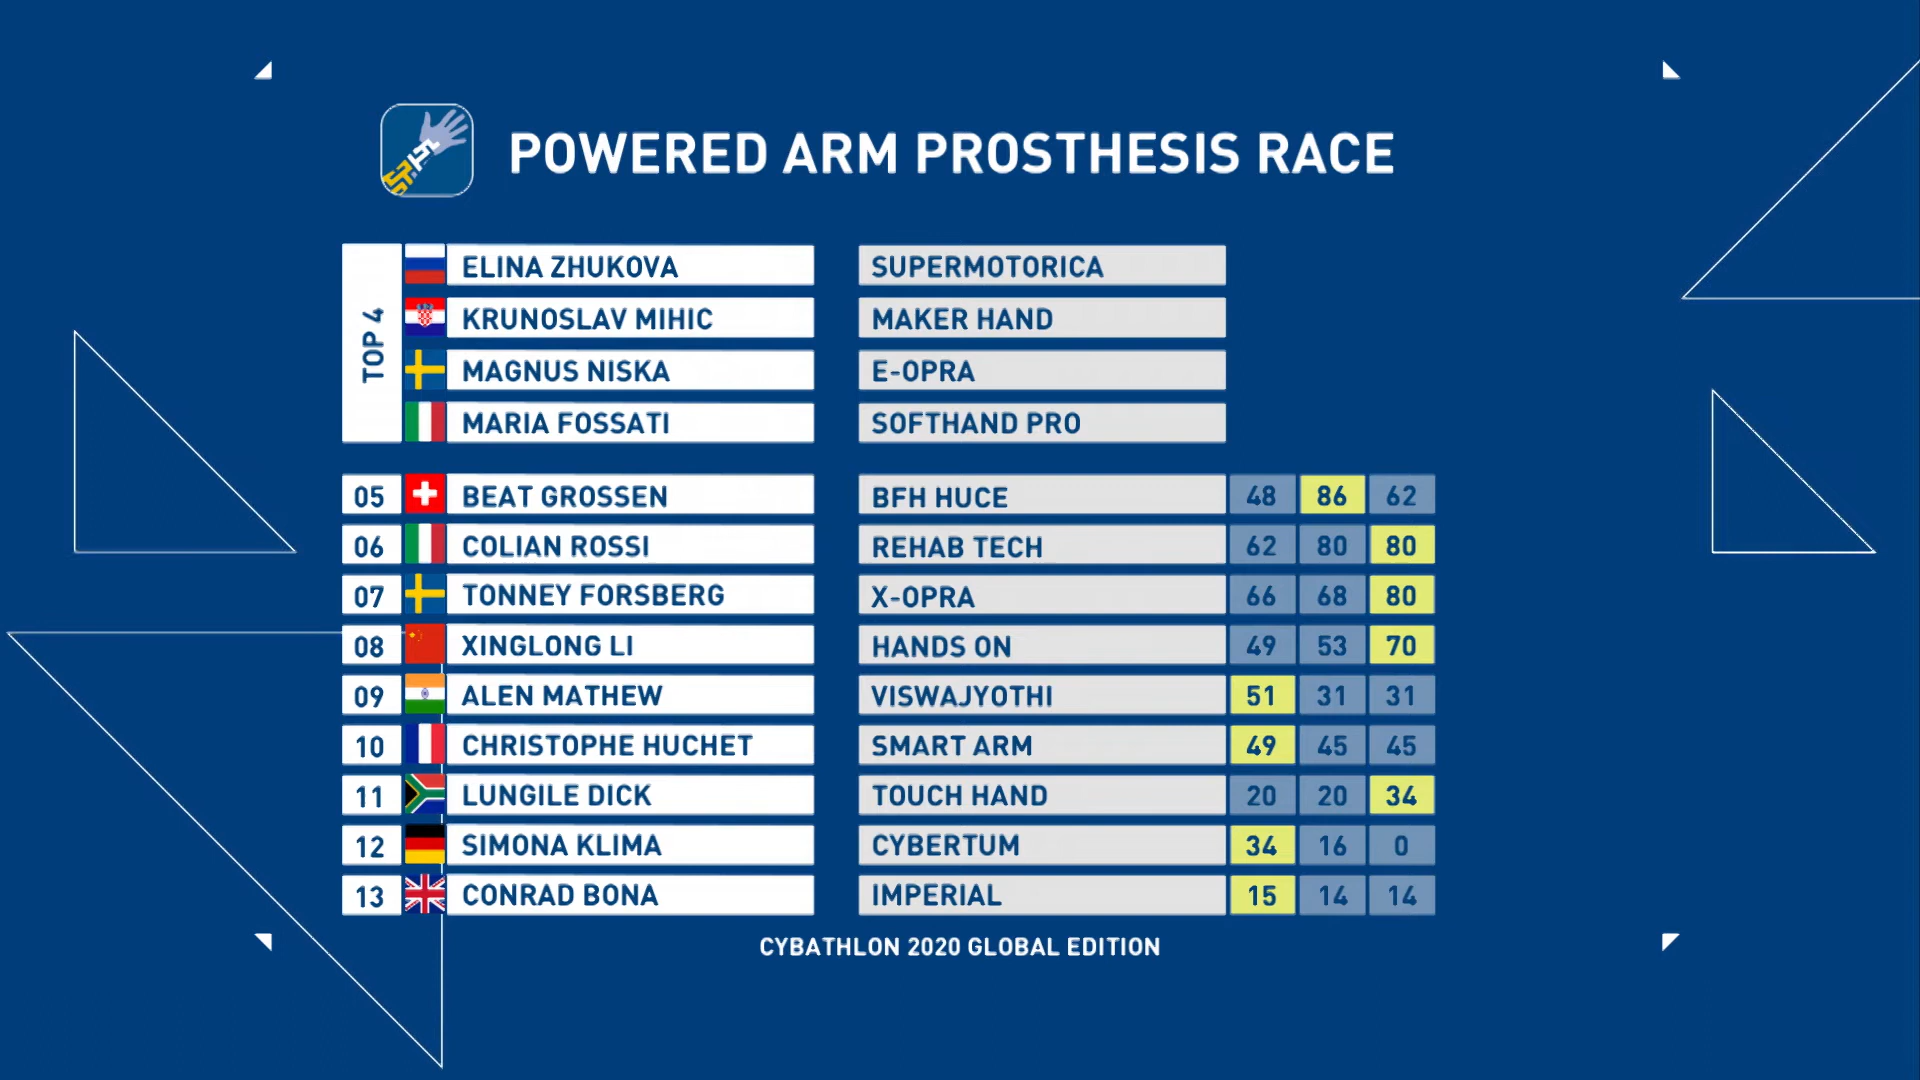 POWERED ARM PROSTHESIS RACE
TOP 4
ELINA ZHUKOVA SUPERMOTORICA
KRUNOSLAV MIHIC MAKER HAND
MAGNUS NISKA E-OPRA
MARIA FOSSATI SOFTHAND PRO
05 BEAT GROSSEN BFH HUCE 48 86 62
06 COLIAN ROSSI REHAB TECH 62 80 80
07 TONNEY FORSBERG X-OPRA 66 68 80
08 XINGLONG LI HANDS ON 49 53 70
09 ALEN MATHEW VISWAJYOTHI 51 31 31
10 CHRISTOPHE HUCHET SMART ARM 49 45 45
11 LUNGILE DICK TOUCH HAND 20 20 34
12 SIMONA KLIMA CYBERTUM 34 16 0
13 CONRAD BONA IMPERIAL 15 14 14
CYBATHLON 2020 GLOBAL EDITION